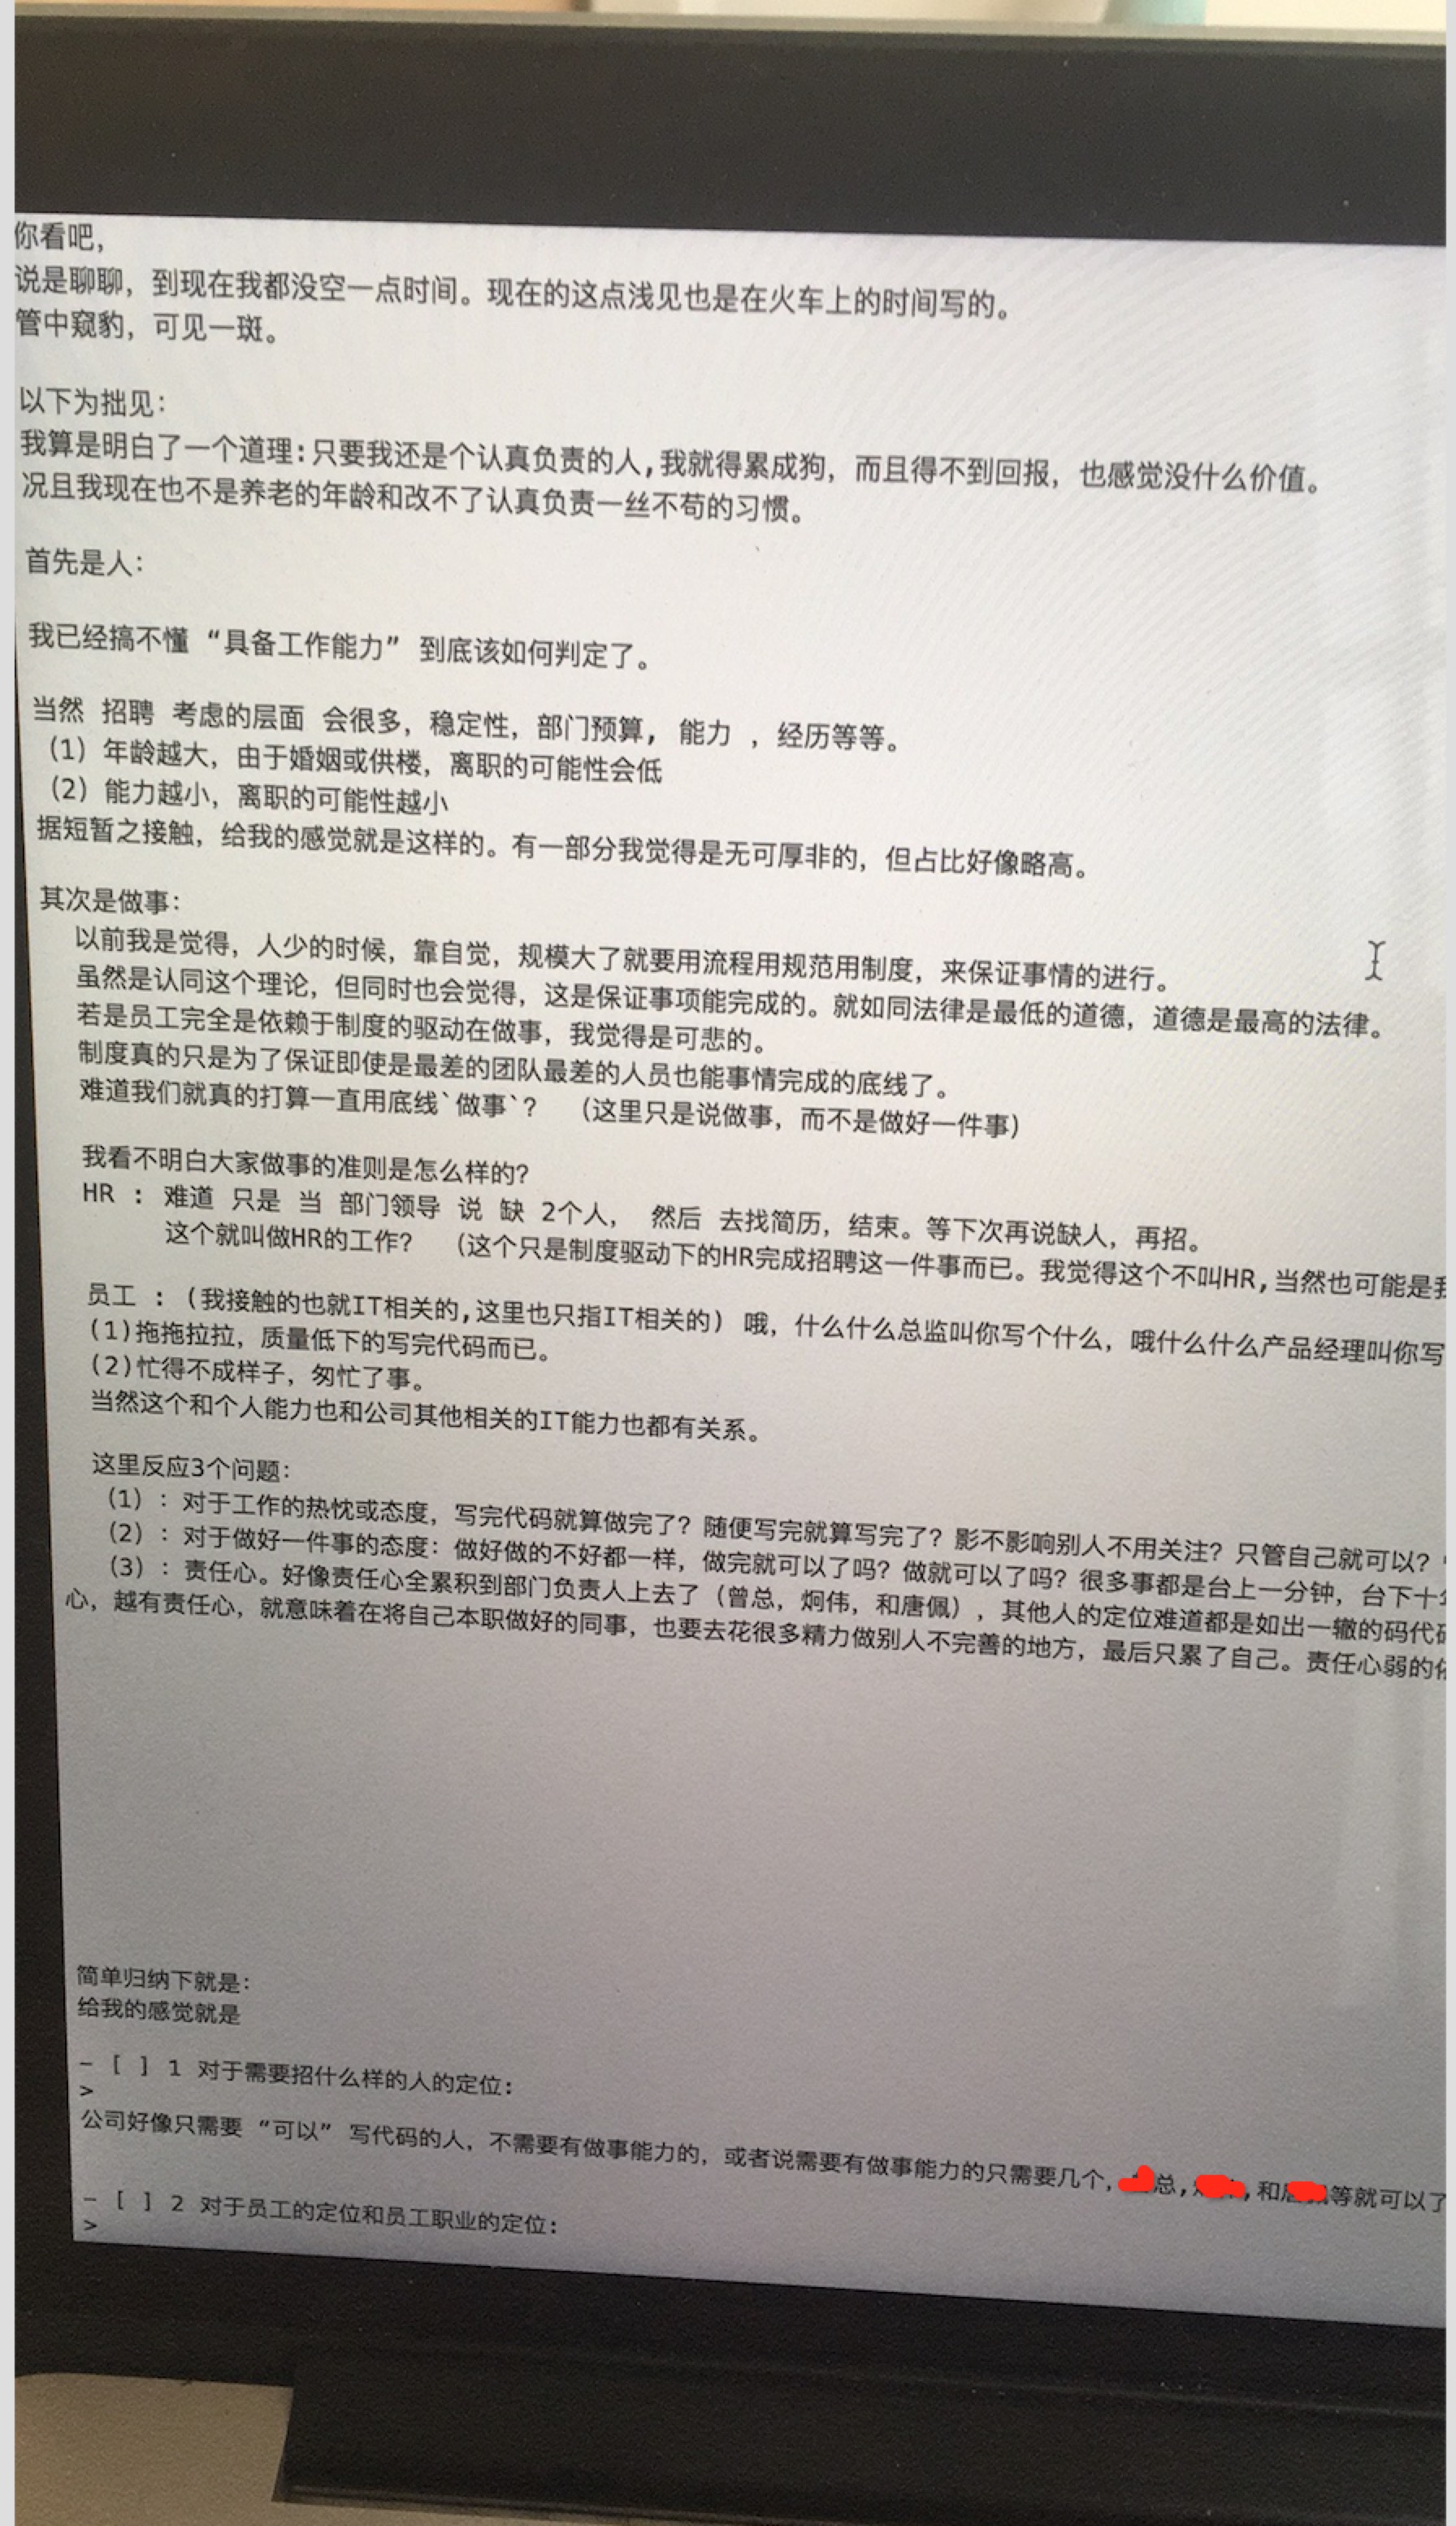 你看吧,
说是聊聊，到现在我都没空一点时间。现在的这点浅见也是在火车上的时间写的。
管中窥豹，可见一斑。
以下为拙见：
我算是明白了一个道理:只要我还是个认真负责的人,我就得累成狗，而且得不到回报，也感觉没什么价值。
况且我现在也不是养老的年龄和改不了认真负责一丝不苟的习惯。
首先是人：
我已经搞不懂 “具备工作能力” 到底该如何判定了。
当然 招聘 考虑的层面 会很多，稳定性，部门预算, 能力 ，经历等等。
(1) 年龄越大，由于婚姻或供楼，离职的可能性会低
(2) 能力越小，离职的可能性越小
据短暂之接触，给我的感觉就是这样的。有一部分我觉得是无可厚非的，但占比好像略高。
其次是做事：
以前我是觉得，人少的时候，靠自觉，规模大了就要用流程用规范用制度，来保证事情的进行。
虽然是认同这个理论，但同时也会觉得，这是保证事项能完成的。就如同法律是最低的道德，道德是最高的法律。
若是员工完全是依赖于制度的驱动在做事，我觉得是可悲的。
制度真的只是为了保证即使是最差的团队最差的人员也能事情完成的底线了。
难道我们就真的打算一直用底线`做事`? （这里只是说做事，而不是做好一件事）
我看不明白大家做事的准则是怎么样的?
HR : 难道 只是 当 部门领导 说 缺 2个人， 然后 去找简历，结束。等下次再说缺人，再招。
这个就叫做HR的工作? （这个只是制度驱动下的HR完成招聘这一件事而已。我觉得这个不叫HR,当然也可能是我
员工 : (我接触的也就IT相关的,这里也只指IT相关的) 哦，什么什么总监叫你写个什么，哦什么什么产品经理叫你写
(1)拖拖拉拉，质量低下的写完代码而已。
(2)忙得不成样子，匆忙了事。
当然这个和个人能力也和公司其他相关的IT能力也都有关系。
这里反应3个问题：
(1) : 对于工作的热忱或态度，写完代码就算做完了? 随便写完就算写完了? 影不影响别人不用关注? 只管自己就可以?
(2) : 对于做好一件事的态度: 做好做的不好都一样，做完就可以了吗? 做就可以了吗? 很多事都是台上一分钟，台下十
(3) : 责任心。好像责任心全累积到部门负责人上去了（曾总，炯伟，和唐佩），其他人的定位难道都是如出一辙的码代
心，越有责任心，就意味着在将自己本职做好的同事，也要去花很多精力做别人不完善的地方，最后只累了自己。责任心弱的
简单归纳下就是:
给我的感觉就是
– [ ] 1 对于需要招什么样的人的定位:
>
公司好像只需要 “可以” 写代码的人，不需要有做事能力的，或者说需要有做事能力的只需要几个, 总, ,和 等就可以了
– [ ] 2 对于员工的定位和员工职业的定位:
>